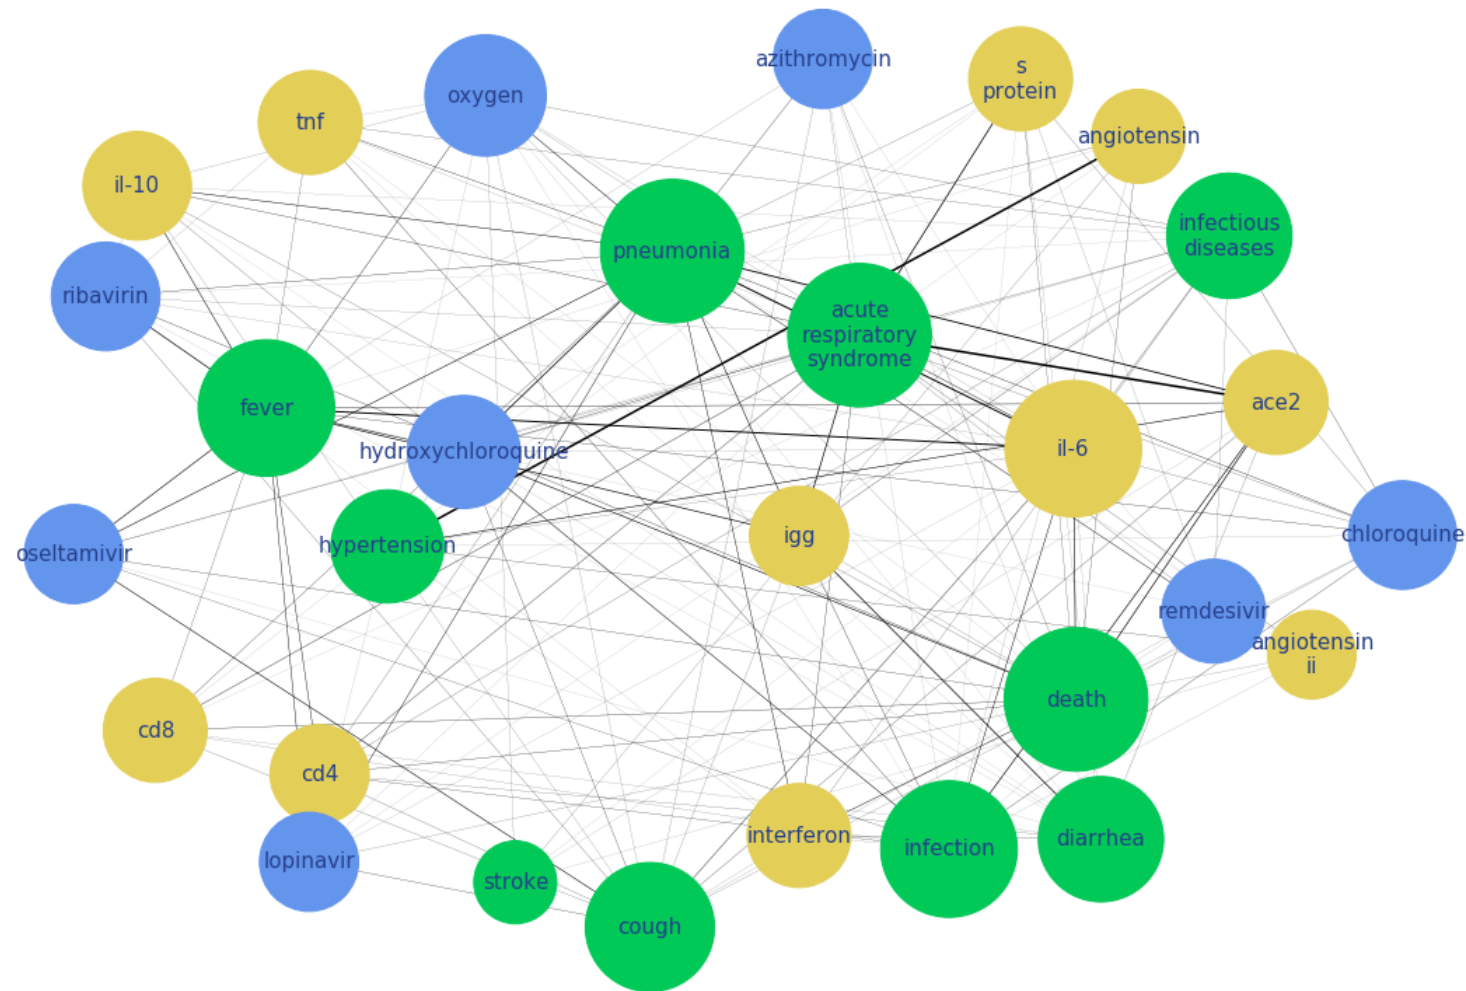 azithromycin
s
protein
oxygen
tnf
angiotensin
il-10
infectious
diseases
pneumonia
ribavirin
acute
respiratory
syndrome
fever
ace2
hydroxychloroquine
il-6
igg
chloroquine
hypertension
oseltamivir
remdesivir
angiotensin
ii
death
cd8
cd4
interferon
diarrhea
infection
lopinavir
stroke
cough